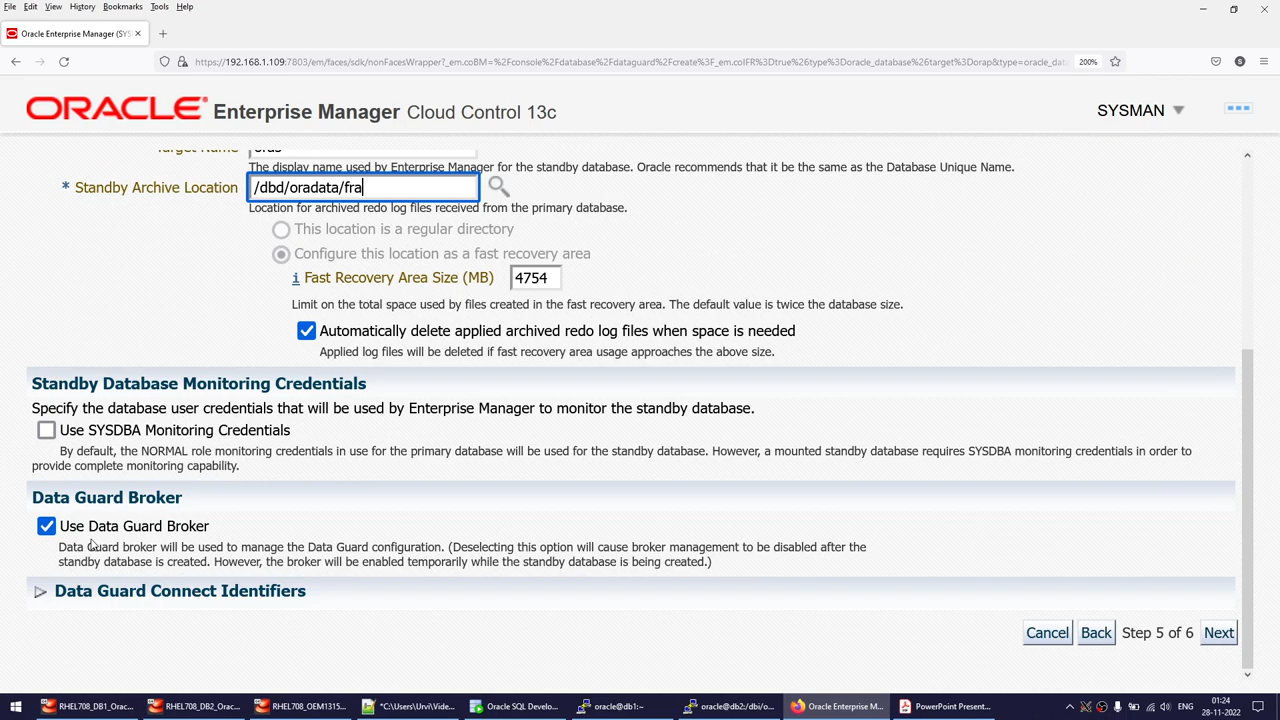 File Edit View History Bookmarks Tools Help
Oracle Enterprise Manager (SYS
https://192.168.1.109:7803/em/faces/sdk/nonFacesWrapper?_em.coBM=%2Fconsole%2Fdatabase%2Fdataguard%2Fcreate%3F_em.coIFR%3Dtrue%26type%3Doracle_database%26target%3Dorap&type=oracle_dat 200%
ORACLE Enterprise Manager Cloud Control 13c SYSMAN
Target Name
The display name used by Enterprise Manager for the standby database. Oracle recommends that it be the same as the Database Unique Name.
* Standby Archive Location /dbd/oradata/fra
Location for archived redo log files received from the primary database.
This location is a regular directory
Configure this location as a fast recovery area
i Fast Recovery Area Size (MB) 4754
Limit on the total space used by files created in the fast recovery area. The default value is twice the database size.
Automatically delete applied archived redo log files when space is needed
Applied log files will be deleted if fast recovery area usage approaches the above size.
Standby Database Monitoring Credentials
Specify the database user credentials that will be used by Enterprise Manager to monitor the standby database.
Use SYSDBA Monitoring Credentials
By default, the NORMAL role monitoring credentials in use for the primary database will be used for the standby database. However, a mounted standby database requires SYSDBA monitoring credentials in order to
provide complete monitoring capability.
Data Guard Broker
Use Data Guard Broker
Data Guard broker will be used to manage the Data Guard configuration. (Deselecting this option will cause broker management to be disabled after the
standby database is created. However, the broker will be enabled temporarily while the standby database is being created.)
Data Guard Connect Identifiers
Cancel Back Step 5 of 6 Next
RHEL708_DB1_Orac... RHEL708_DB2_Orac... RHEL708_OEM1315... *C:\Users\Urvi\Docu... Oracle SQL Develo... oracle@db1:~ oracle@db2:/dbi/o... Oracle Enterprise M... PowerPoint Present... 01:24
28-11-2022